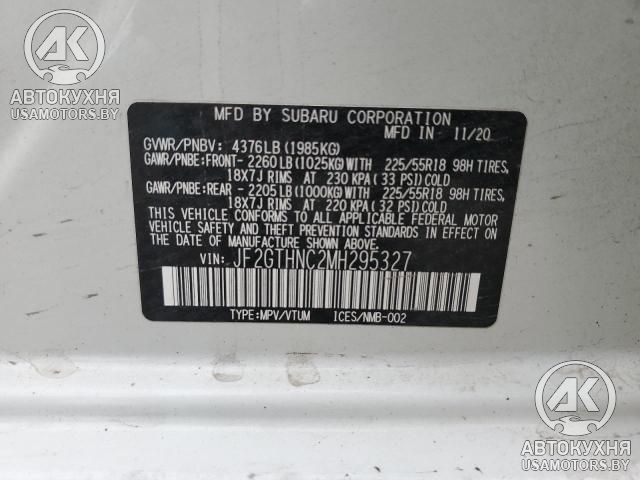 AK
АВТОКУХНЯ
USAMOTORS.BY
MFD BY SUBARU CORPORATION
MFD IN 11/20
GVWR/PNBV: 4376LB (1985KG)
GAWR/PNBE:FRONT- 2260LB (1025KG) WITH 225/55R18 98H TIRES,
18X7J RIMS AT 230 KPA (33 PSI) COLD
GAWR/PNBE:REAR - 2205LB (1000KG) WITH 225/55R18 98H TIRES,
18X7J RIMS AT 220 KPA (32 PSI) COLD
THIS VEHICLE CONFORMS TO ALL APPLICABLE FEDERAL MOTOR
VEHICLE SAFETY AND THEFT PREVENTION STANDARDS IN EFFECT
ON THE DATE OF MANUFACTURE SHOWN ABOVE.
VIN: JF2GTHNC2MH295327
TYPE:MPV/VTUM ICES/NMB-002
AK
АВТОКУХНЯ
USAMOTORS.BY